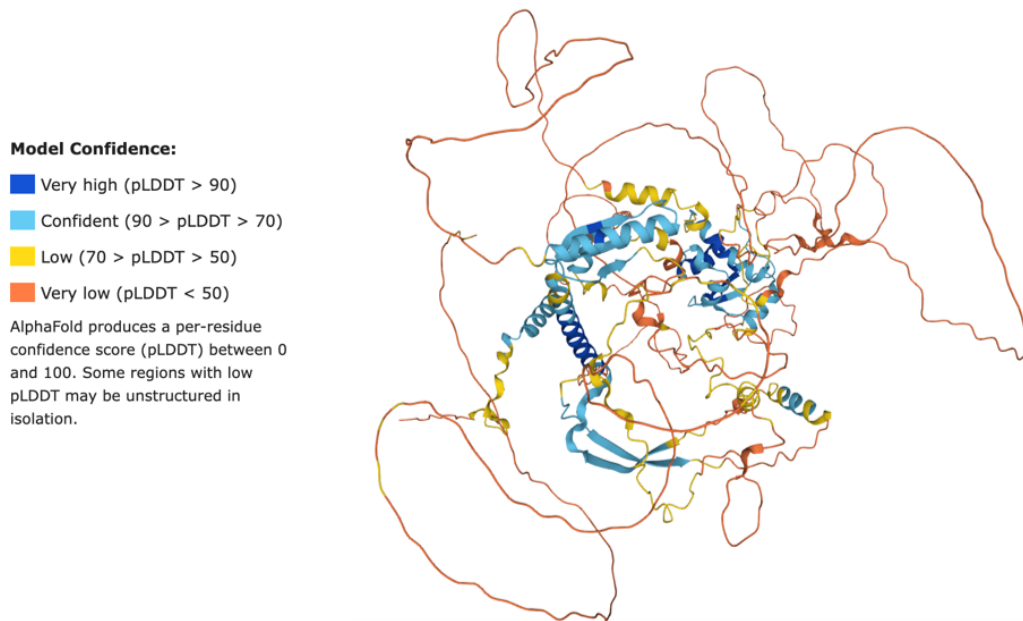 Model Confidence:
Very high (pLDDT > 90)
Confident (90 > pLDDT > 70)
Low (70 > pLDDT > 50)
Very low (pLDDT < 50)
AlphaFold produces a per-residue
confidence score (pLDDT) between 0
and 100. Some regions with low
pLDDT may be unstructured in
isolation.